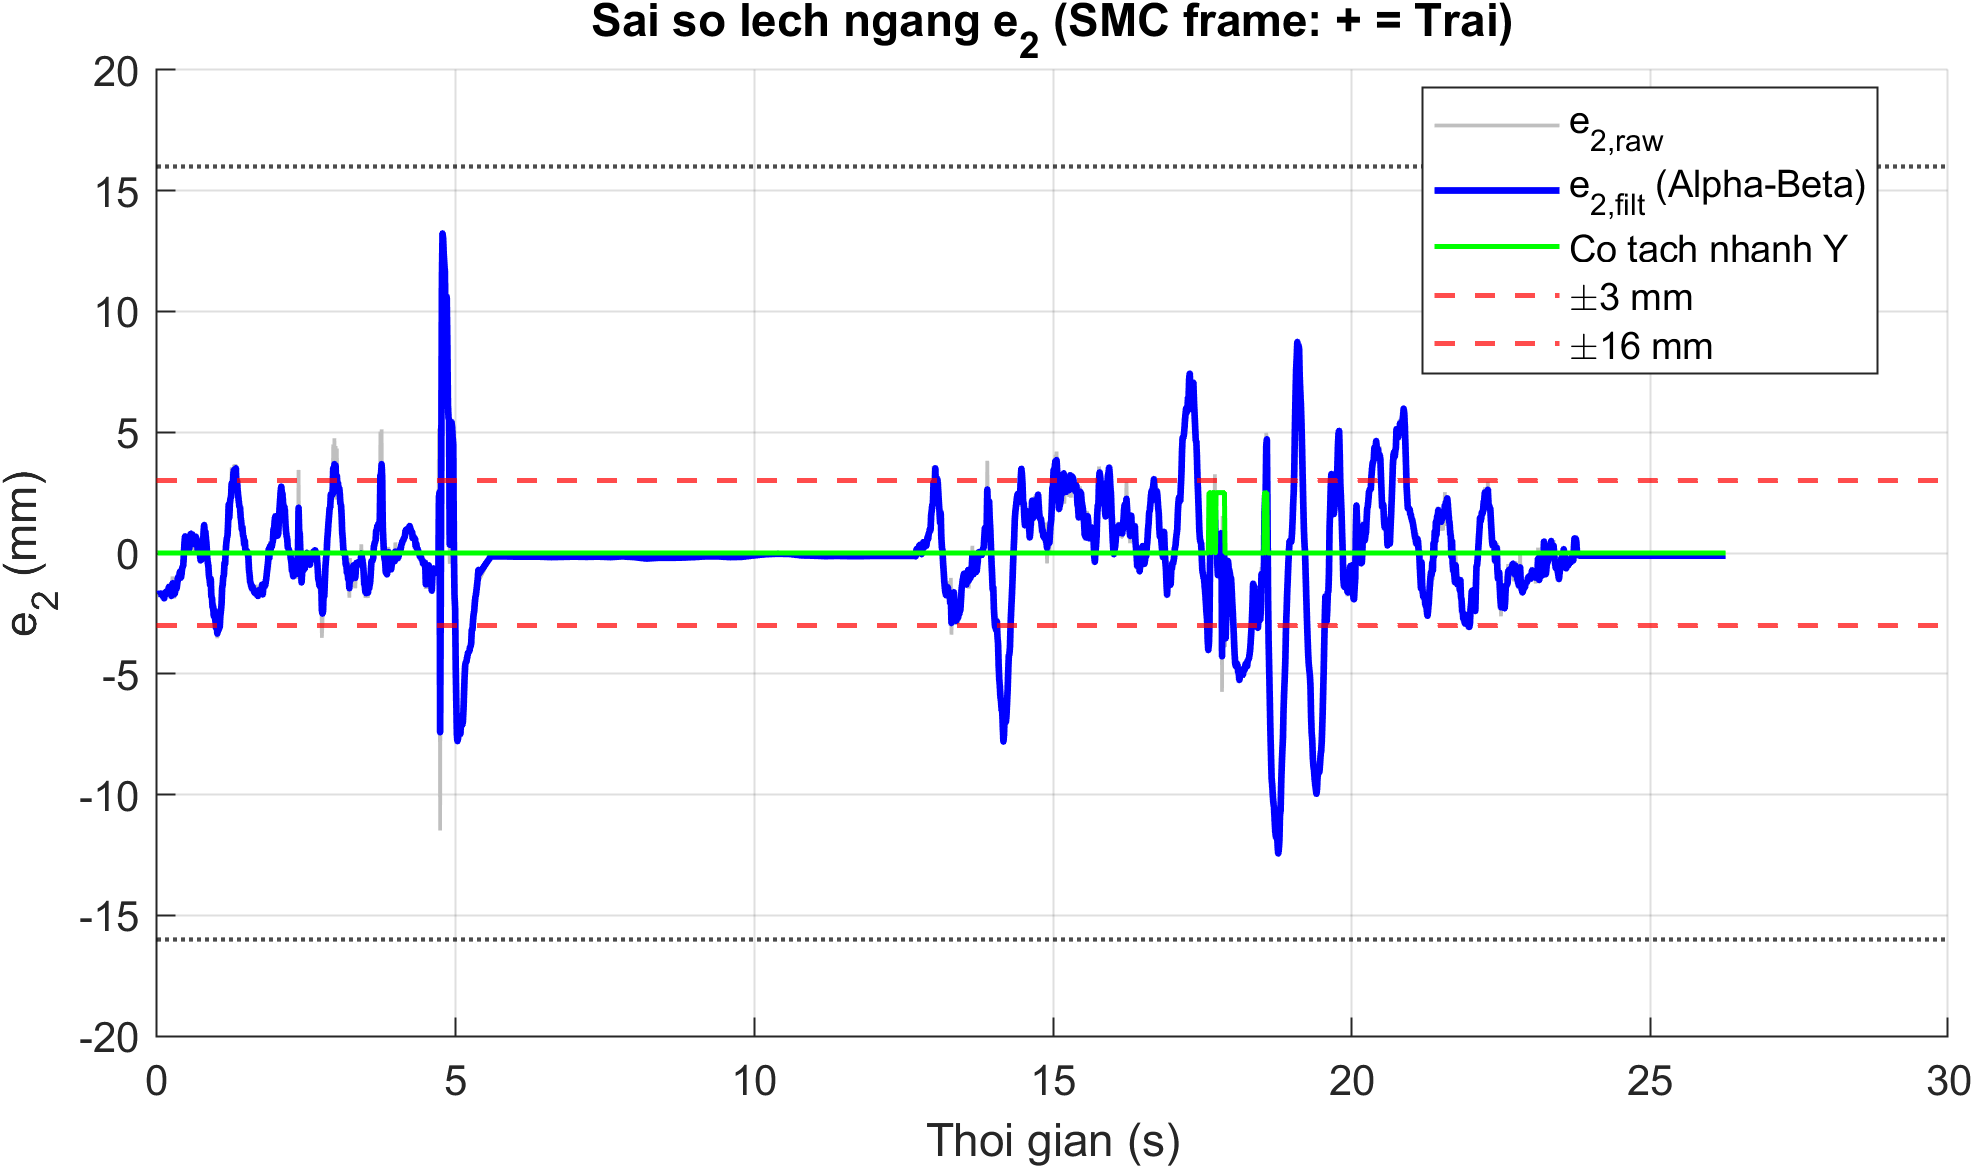 Sai so lech ngang e2 (SMC frame: + = Trai)
e2,raw
e2,filt (Alpha-Beta)
Co tach nhanh Y
±3 mm
±16 mm
e2 (mm)
20
15
10
5
0
-5
-10
-15
-20
0 5 10 15 20 25 30
Thoi gian (s)